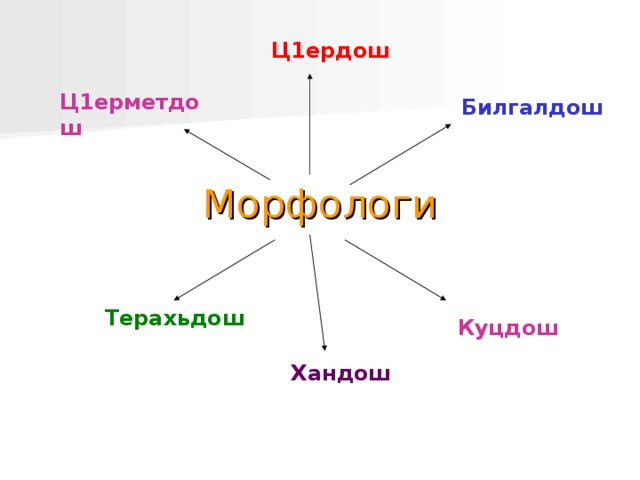 Ц1ердош
Ц1ерметдо
ш
Билгалдош
Морфологи
Терахьдош
Куцдош
Хандош